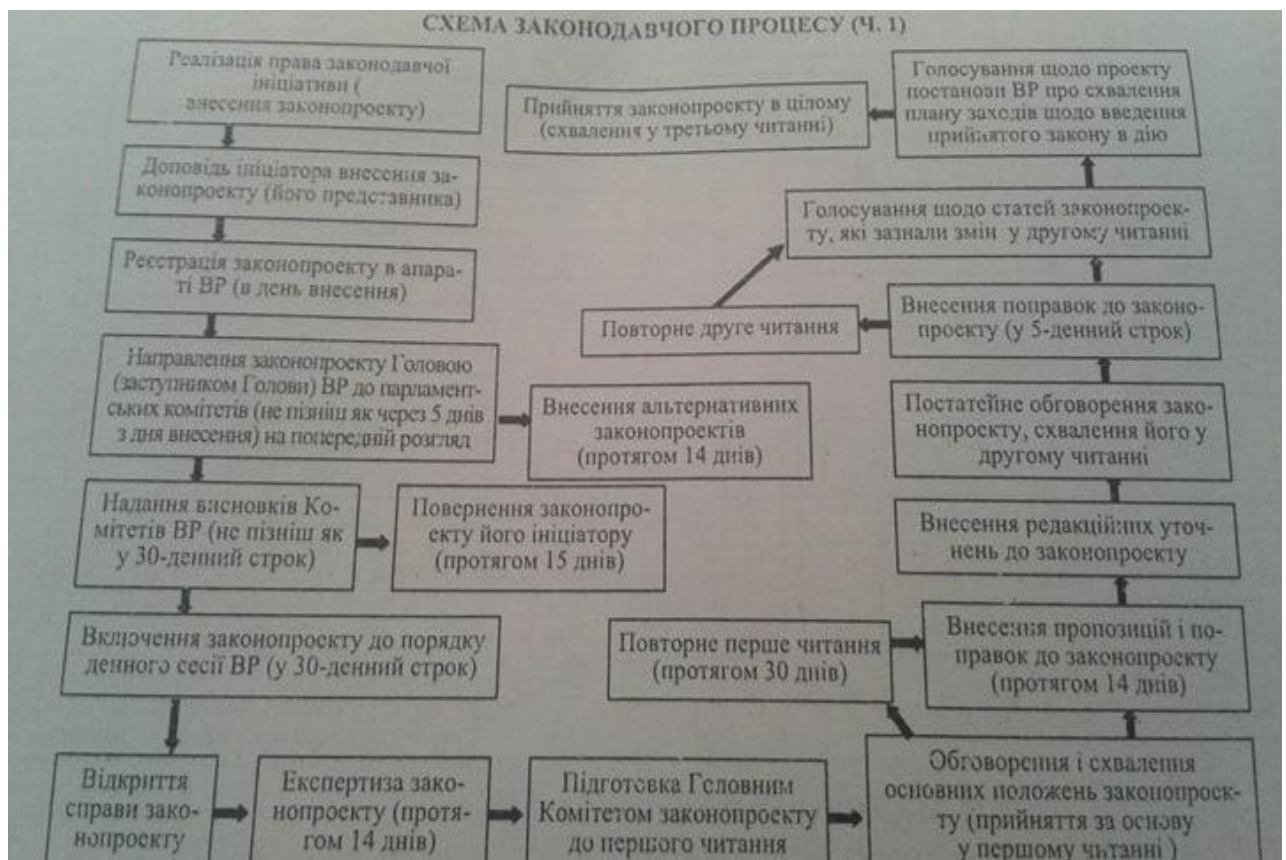 СХЕМА ЗАКОНОДАВЧОГО ПРОЦЕСУ (Ч. 1)
Реалізація права законодавчої
ініціативи (
внесення законопроекту)
Доповідь ініціатора внесення за-
конопроекту (його представника)
Реєстрація законопроекту в апара-
ті ВР (в день внесення)
Направлення законопроекту Головою
(заступником Голови) ВР до парламент-
ських комітетів (не пізніш як через 5 днів
з дня внесення) на попередній розгляд
Внесення альтернативних
законопроектів
(протягом 14 днів)
Надання висновків Ко-
мітетів ВР (не пізніш як
у 30-денний строк)
Повернення законопро-
екту його ініціатору
(протягом 15 днів)
Включення законопроекту до порядку
денного сесії ВР (у 30-денний строк)
Відкриття
справи зако-
нопроекту
Експертиза зако-
нопроекту (протя-
гом 14 днів)
Підготовка Головним
Комітетом законопроекту
до першого читання
Обговорення і схвалення
основних положень законопроек-
ту (прийняття за основу
у першому читанні )
Повторне перше читання
(протягом 30 днів)
Внесення пропозицій і по-
правок до законопроекту
(протягом 14 днів)
Внесення редакційних уточ-
нень до законопроекту
Постатейне обговорення зако-
нопроекту, схвалення його у
другому читанні
Внесення поправок до зако-
нопроекту (у 5-денний строк)
Повторне друге читання
Голосування щодо статей законопроек-
ту, які зазнали змін у другому читанні
Голосування щодо проекту
постанови ВР про схвалення
плану заходів щодо введення
прийнятого закону в дію
Прийняття законопроекту в цілому
(схвалення у третьому читанні)